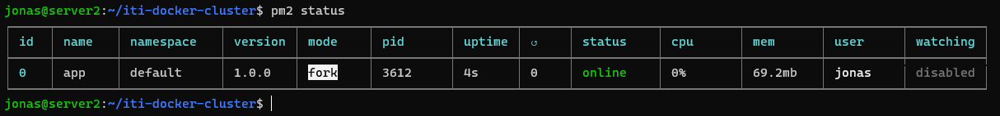 jonas@server2:~/iti-docker-cluster$ pm2 status
id name namespace version mode pid uptime ↺ status cpu mem user watching
0 app default 1.0.0 fork 3612 4s 0 online 0% 69.2mb jonas disabled
jonas@server2:~/iti-docker-cluster$